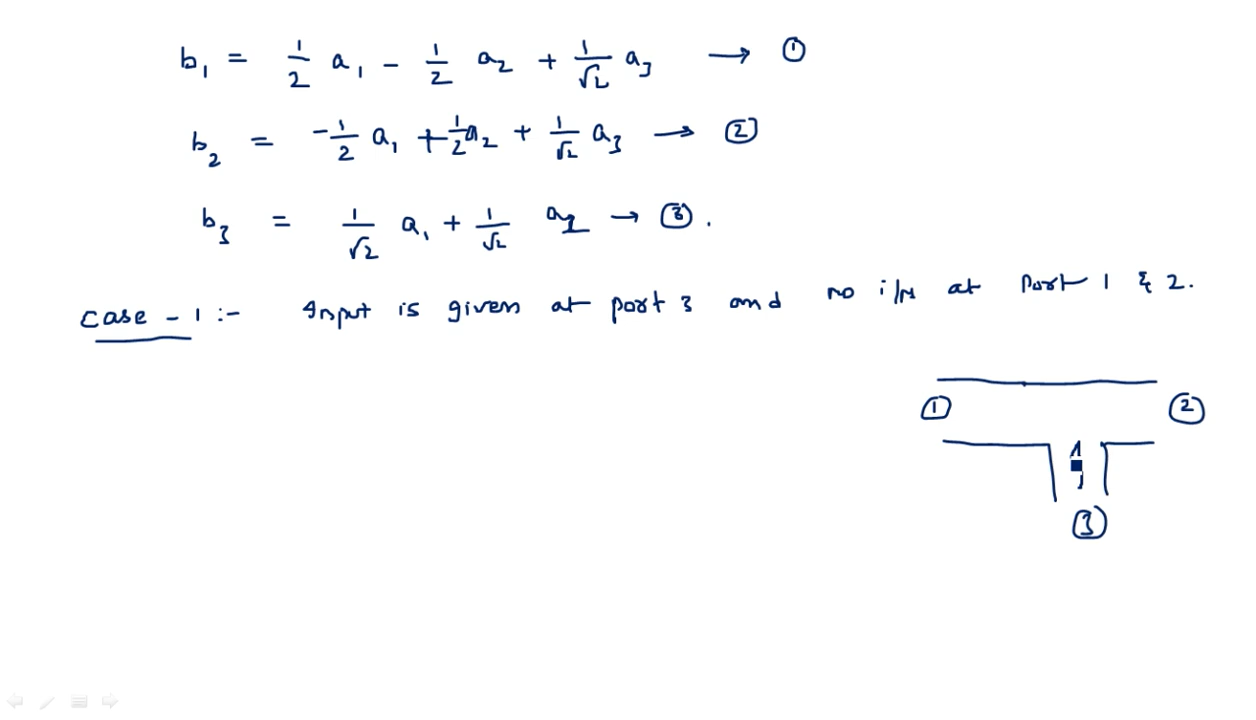 b₁ = 1/2 a₁ - 1/2 a₂ + 1/√2 a₃ → ①
b₂ = -1/2 a₁ + 1/2 a₂ + 1/√2 a₃ → ②
b₃ = 1/√2 a₁ + 1/√2 a₂ → ③.
Case - 1 :- Input is given at port 3 and no i/p at Port 1 & 2.
① ②
③